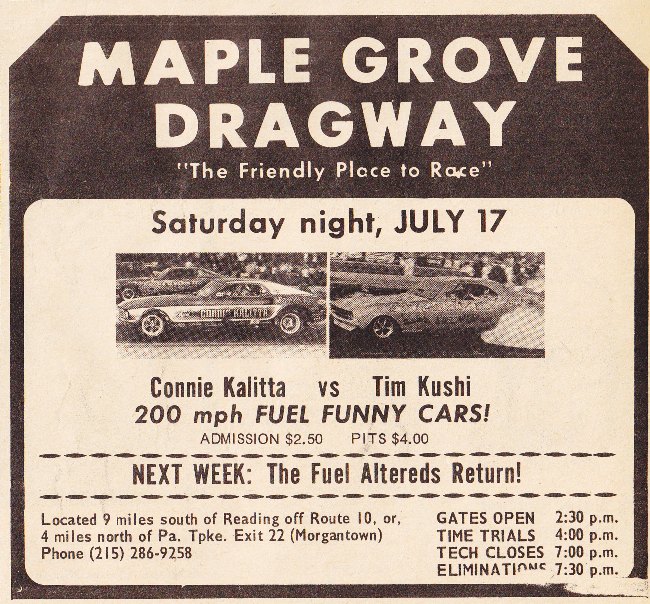 MAPLE GROVE
DRAGWAY
"The Friendly Place to Race"
Saturday night, JULY 17
Connie Kalitta vs Tim Kushi
200 mph FUEL FUNNY CARS!
ADMISSION $2.50 PITS $4.00
NEXT WEEK: The Fuel Altereds Return!
Located 9 miles south of Reading off Route 10, or,
4 miles north of Pa. Tpke. Exit 22 (Morgantown)
Phone (215) 286-9258
GATES OPEN 2:30 p.m.
TIME TRIALS 4:00 p.m.
TECH CLOSES 7:00 p.m.
ELIMINATIONS 7:30 p.m.